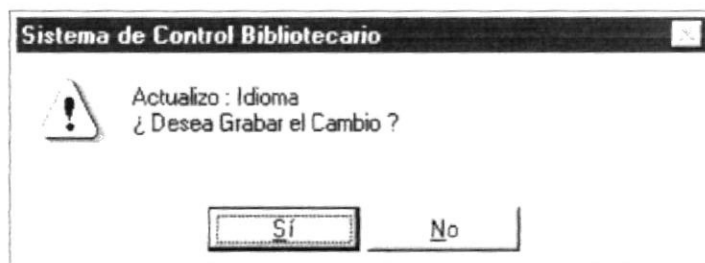 Sistema de Control Bibliotecario
Actualizo : Idioma
¿ Desea Grabar el Cambio ?
Sí No